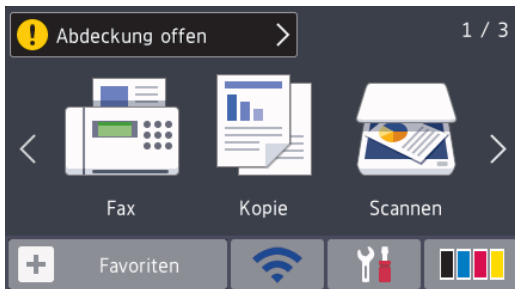 Abdeckung offen
1 / 3
Fax
Kopie
Scannen
Favoriten